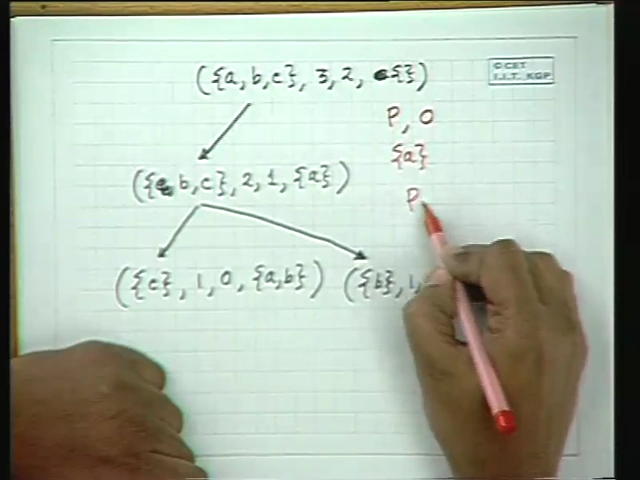 ({a,b,c}, 3, 2, {})
© CET
I.I.T. KGP
P, 0
{a}
({b,c}, 2, 1, {a})
P
({c}, 1, 0, {a,b}) ({b}, 1,